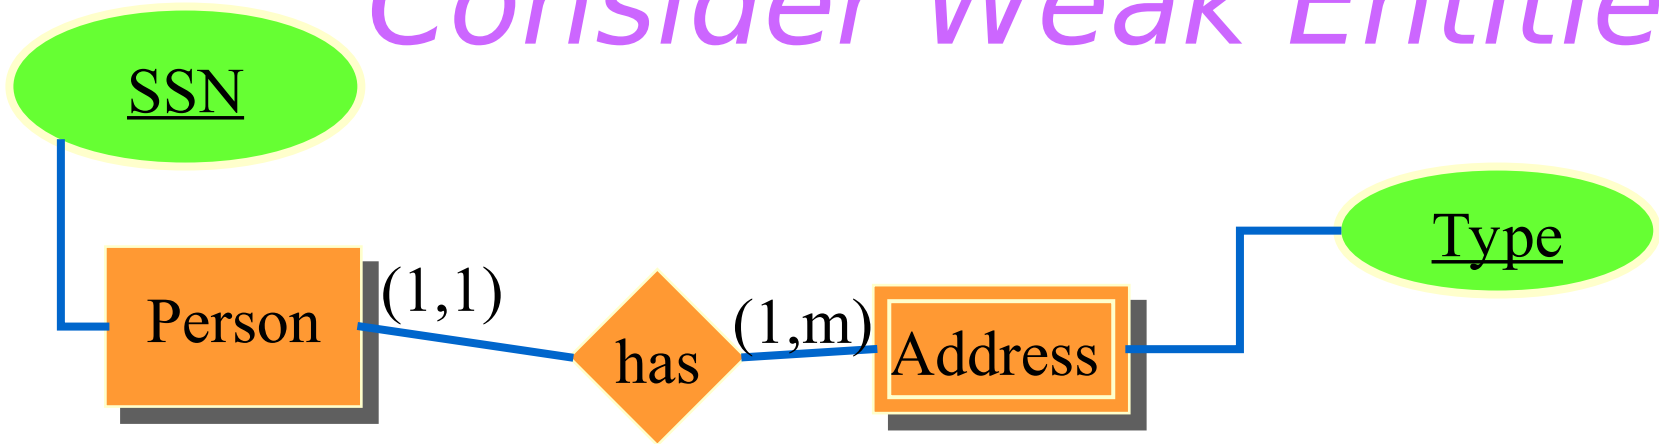 Consider Weak Entitie
SSN
Type
Person
(1,1)
has
(1,m)
Address